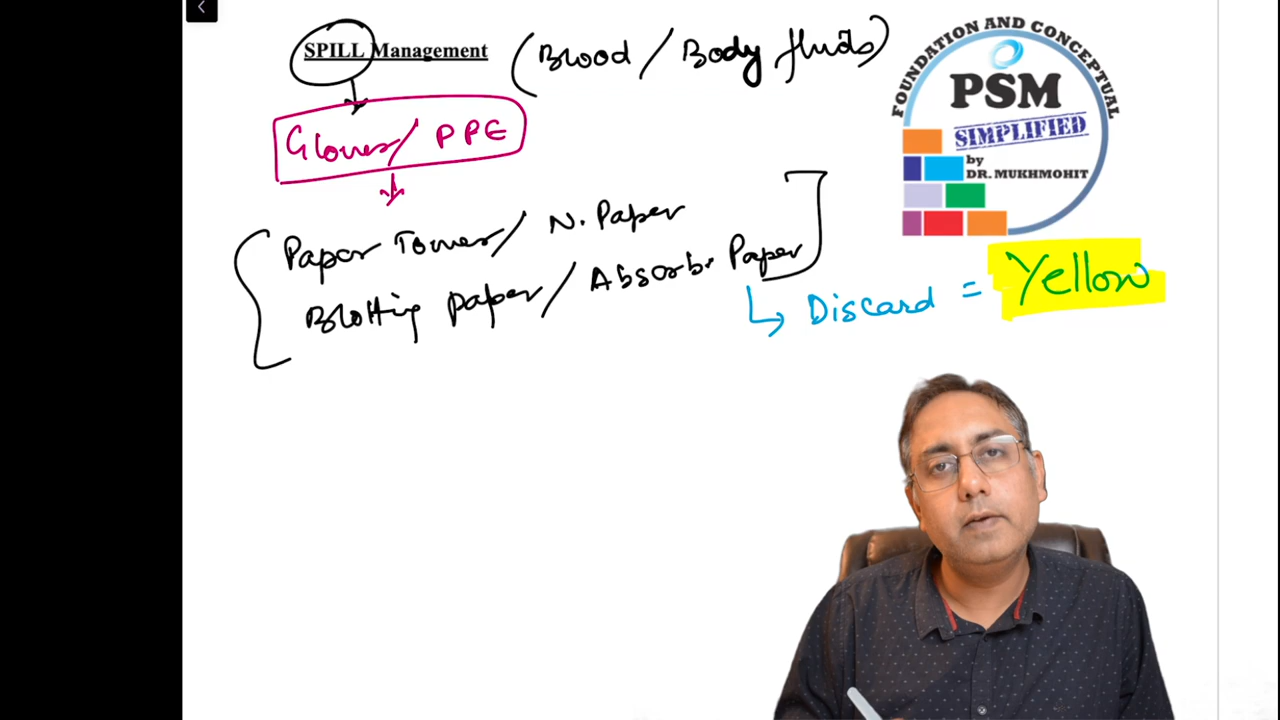 SPILL Management (Blood / Body fluids)
Gloves/ PPE
Paper Towel/ N. Paper
Blotting paper/ Absorb. Paper
Discard = Yellow
FOUNDATION AND CONCEPTUAL
PSM
SIMPLIFIED
by
DR. MUKHMOHIT